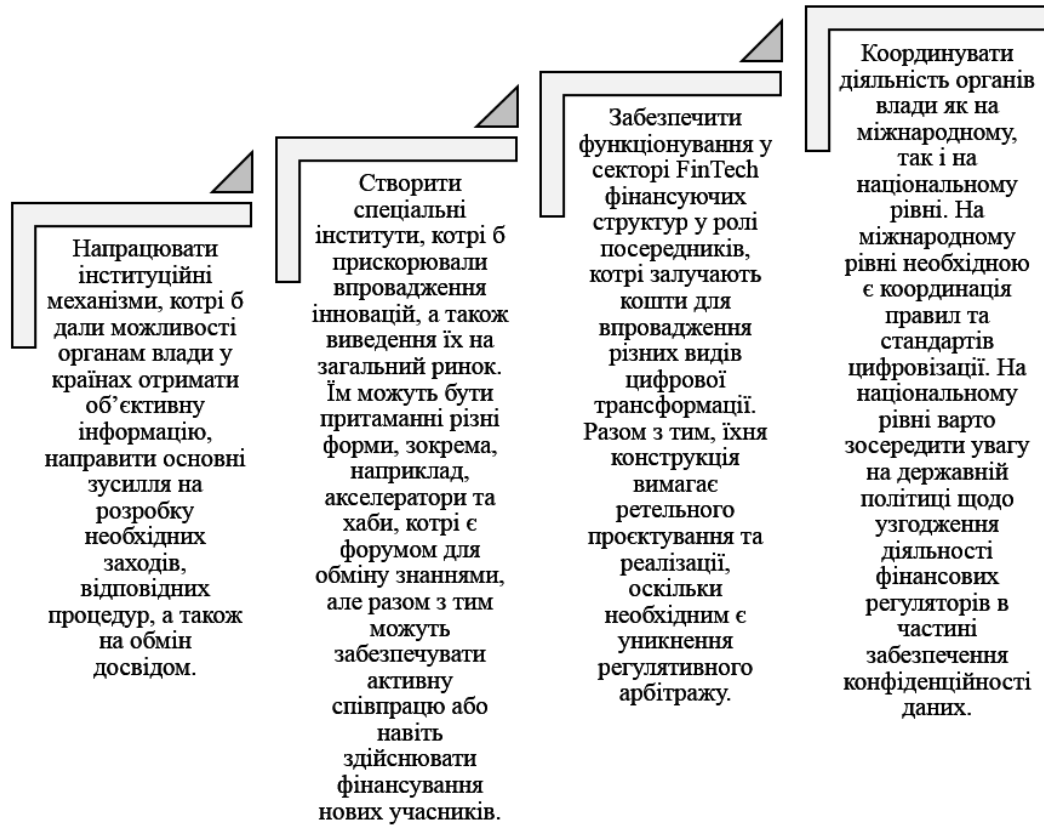 Напрацювати
інституційні
механізми, котрі б
дали можливості
органам влади у
країнах отримати
об’єктивну
інформацію,
направити основні
зусилля на
розробку
необхідних
заходів,
відповідних
процедур, а також
на обмін
досвідом.
Створити
спеціальні
інститути, котрі б
прискорювали
впровадження
інновацій, а також
виведення їх на
загальний ринок.
Їм можуть бути
притаманні різні
форми, зокрема,
наприклад,
акселератори та
хаби, котрі є
форумом для
обміну знаннями,
але разом з тим
можуть
забезпечувати
активну
співпрацю або
навіть
здійснювати
фінансування
нових учасників.
Забезпечити
функціонування у
секторі FinTech
фінансуючих
структур у ролі
посередників,
котрі залучають
кошти для
впровадження
різних видів
цифрової
трансформації.
Разом з тим, їхня
конструкція
вимагає
ретельного
проєктування та
реалізації,
оскільки
необхідним є
уникнення
регулятивного
арбітражу.
Координувати
діяльність органів
влади як на
міжнародному,
так і на
національному
рівні. На
міжнародному
рівні необхідною
є координація
правил та
стандартів
цифровізації. На
національному
рівні варто
зосередити увагу
на державній
політиці щодо
узгодження
діяльності
фінансових
регуляторів в
частині
забезпечення
конфіденційності
даних.